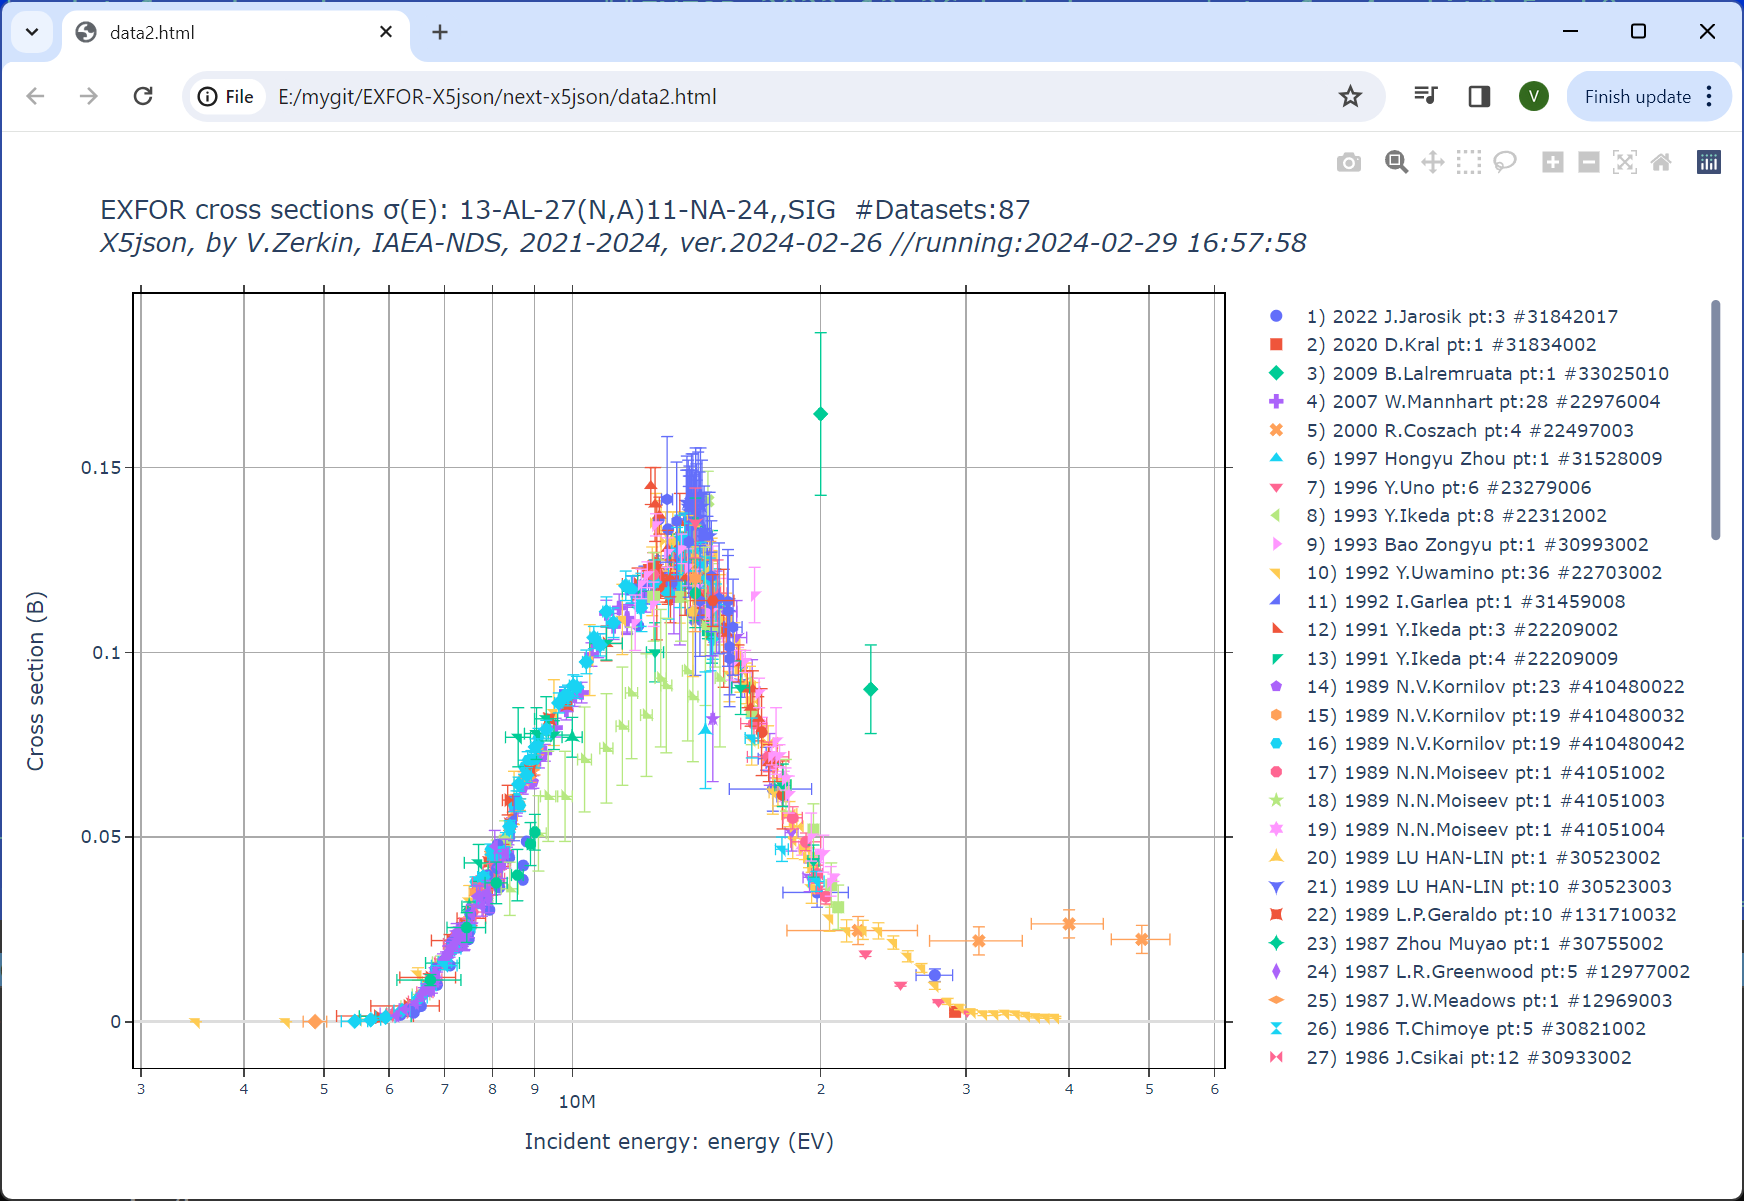 data2.html
File
E:/mygit/EXFOR-X5json/next-x5json/data2.html
V
Finish update
EXFOR cross sections σ(E): 13-AL-27(N,A)11-NA-24,,SIG  #Datasets:87
X5json, by V.Zerkin, IAEA-NDS, 2021-2024, ver.2024-02-26 //running:2024-02-29 16:57:58
Cross section (B)
0.15
0.1
0.05
0
3 4 5 6 7 8 9 2 3 4 5 6
10M
Incident energy: energy (EV)
1) 2022 J.Jarosik pt:3 #31842017
2) 2020 D.Kral pt:1 #31834002
3) 2009 B.Lalremruata pt:1 #33025010
4) 2007 W.Mannhart pt:28 #22976004
5) 2000 R.Coszach pt:4 #22497003
6) 1997 Hongyu Zhou pt:1 #31528009
7) 1996 Y.Uno pt:6 #23279006
8) 1993 Y.Ikeda pt:8 #22312002
9) 1993 Bao Zongyu pt:1 #30993002
10) 1992 Y.Uwamino pt:36 #22703002
11) 1992 I.Garlea pt:1 #31459008
12) 1991 Y.Ikeda pt:3 #22209002
13) 1991 Y.Ikeda pt:4 #22209009
14) 1989 N.V.Kornilov pt:23 #410480022
15) 1989 N.V.Kornilov pt:19 #410480032
16) 1989 N.V.Kornilov pt:19 #410480042
17) 1989 N.N.Moiseev pt:1 #41051002
18) 1989 N.N.Moiseev pt:1 #41051003
19) 1989 N.N.Moiseev pt:1 #41051004
20) 1989 LU HAN-LIN pt:1 #30523002
21) 1989 LU HAN-LIN pt:10 #30523003
22) 1989 L.P.Geraldo pt:10 #131710032
23) 1987 Zhou Muyao pt:1 #30755002
24) 1987 L.R.Greenwood pt:5 #12977002
25) 1987 J.W.Meadows pt:1 #12969003
26) 1986 T.Chimoye pt:5 #30821002
27) 1986 J.Csikai pt:12 #30933002